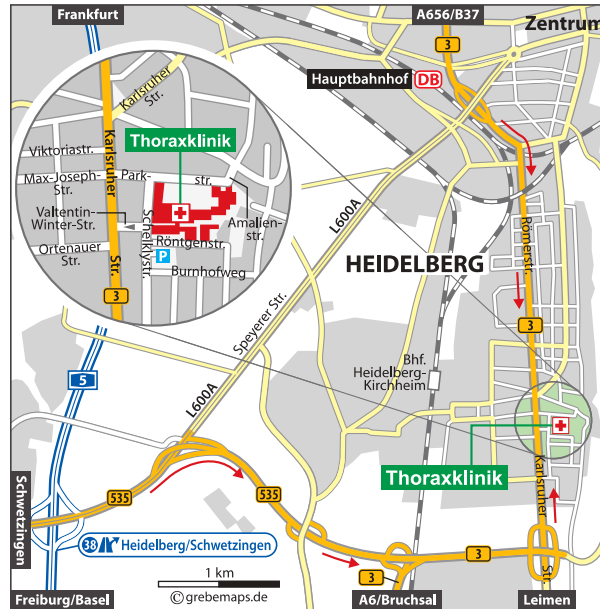 Frankfurt
A656/B37
Zentrum
3
Hauptbahnhof DB
Karlsruher
Str.
Karlsruher
Thoraxklinik
Viktoriastr.
Max-Joseph-
Str.
Park-
str.
Valtentin-
Winter-Str.
Amalien-
str.
Schelklystr.
Röntgenstr.
Ortenauer
Str.
P
Burnhofweg
Str.
3
L600A
Römerstr.
HEIDELBERG
3
Speyerer Str.
Bhf.
Heidelberg-
Kirchheim
5
L600A
Thoraxklinik
Karlsruher
Schwetzingen
535
535
38 Heidelberg/Schwetzingen
3
3
Str.
1 km
©grebemaps.de
Freiburg/Basel
A6/Bruchsal
Leimen